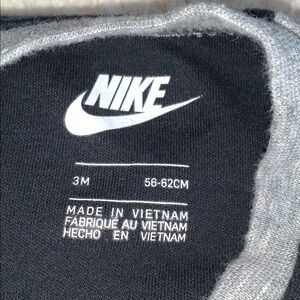 NIKE
3M 56-62CM
MADE IN VIETNAM
FABRIQUÉ AU VIETNAM
HECHO EN VIETNAM